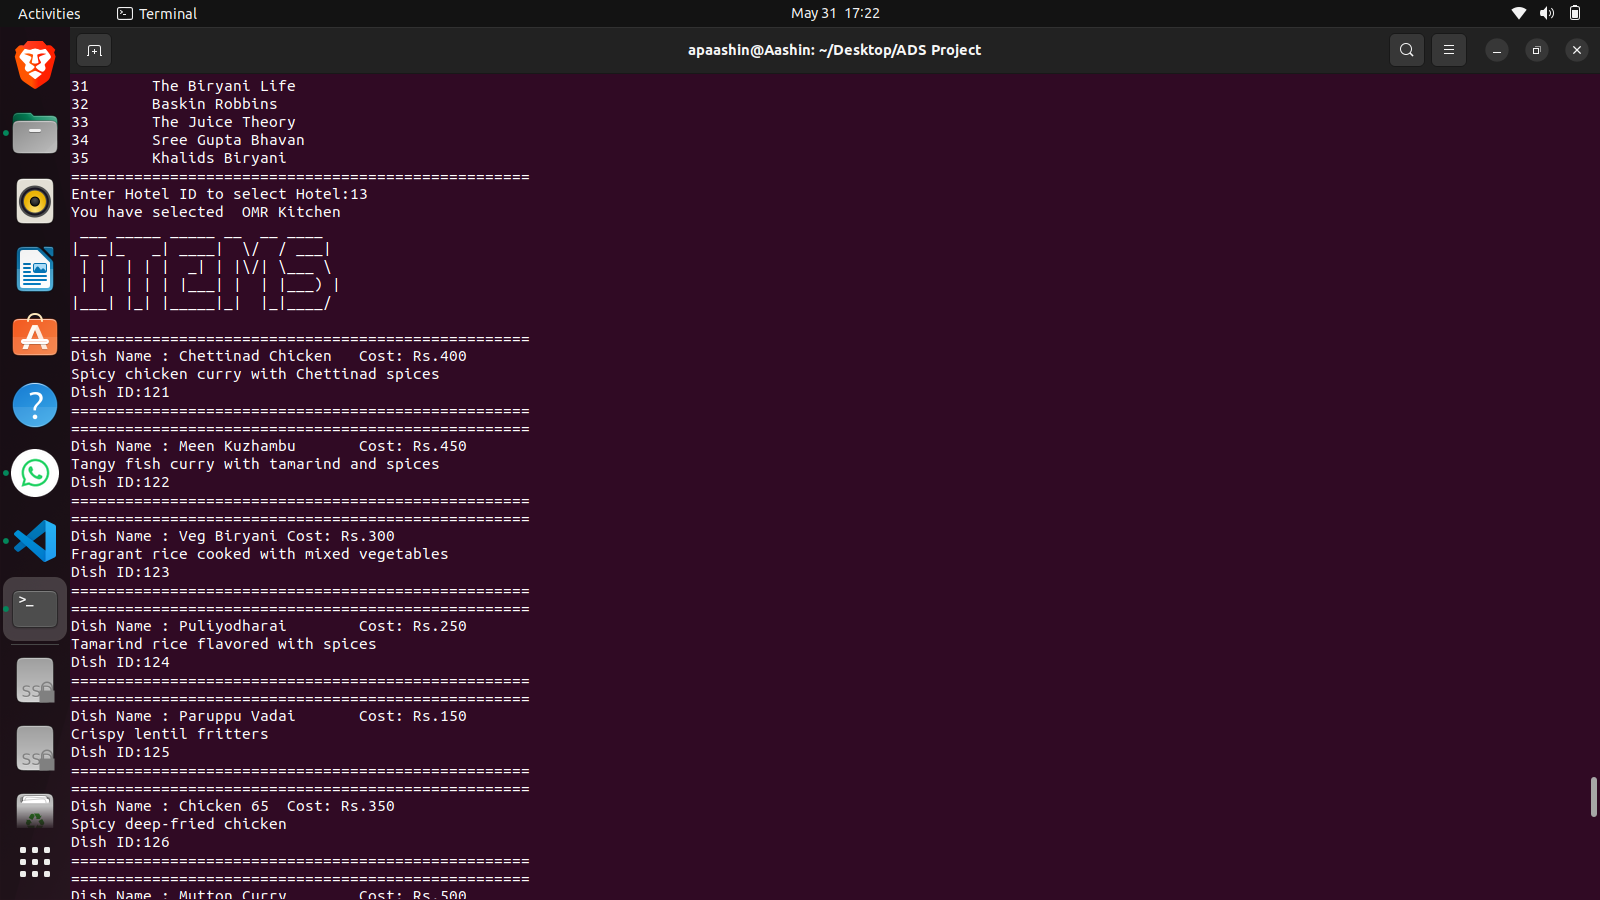 Activities
Terminal
May 31 17:22
apaashin@Aashin: ~/Desktop/ADS Project
31 The Biryani Life
32 Baskin Robbins
33 The Juice Theory
34 Sree Gupta Bhavan
35 Khalids Biryani
===================================================
Enter Hotel ID to select Hotel:13
You have selected  OMR Kitchen
ITEMS
===================================================
Dish Name : Chettinad Chicken Cost: Rs.400
Spicy chicken curry with Chettinad spices
Dish ID:121
===================================================
===================================================
Dish Name : Meen Kuzhambu Cost: Rs.450
Tangy fish curry with tamarind and spices
Dish ID:122
===================================================
===================================================
Dish Name : Veg Biryani Cost: Rs.300
Fragrant rice cooked with mixed vegetables
Dish ID:123
===================================================
===================================================
Dish Name : Puliyodharai Cost: Rs.250
Tamarind rice flavored with spices
Dish ID:124
===================================================
===================================================
Dish Name : Paruppu Vadai Cost: Rs.150
Crispy lentil fritters
Dish ID:125
===================================================
===================================================
Dish Name : Chicken 65 Cost: Rs.350
Spicy deep-fried chicken
Dish ID:126
===================================================
===================================================
Dish Name : Mutton Curry Cost: Rs.500